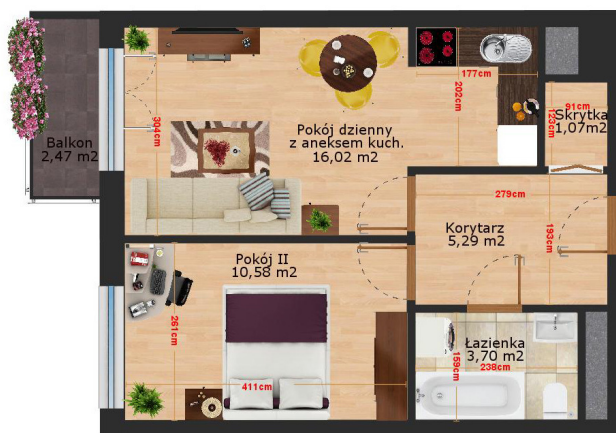 177cm
202cm
91cm
123cm
Skrytka
1,07m2
304cm
Balkon
2,47 m2
Pokój dzienny
z aneksem kuch.
16,02 m2
279cm
193cm
Korytarz
5,29 m2
Pokój II
10,58 m2
261cm
411cm
Łazienka
3,70 m2
159cm
238cm